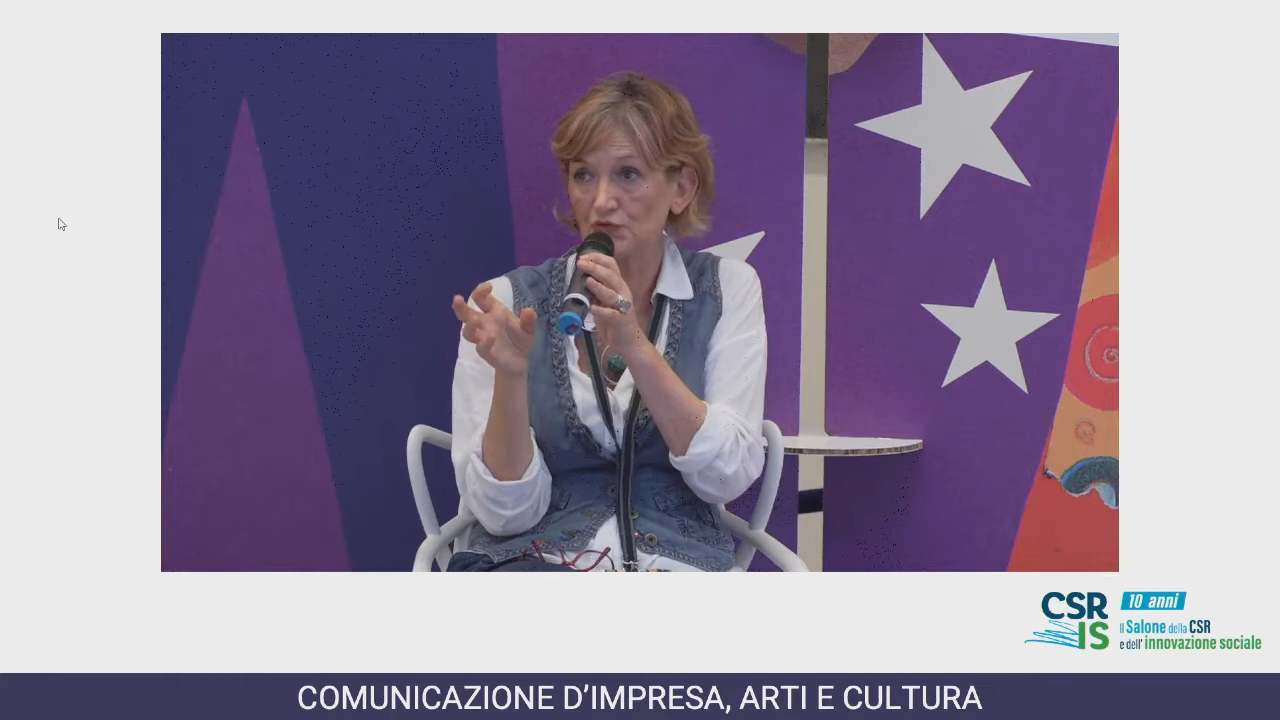 CSR
IS
10 anni
Il Salone della CSR
e dell'innovazione sociale
COMUNICAZIONE D'IMPRESA, ARTI E CULTURA